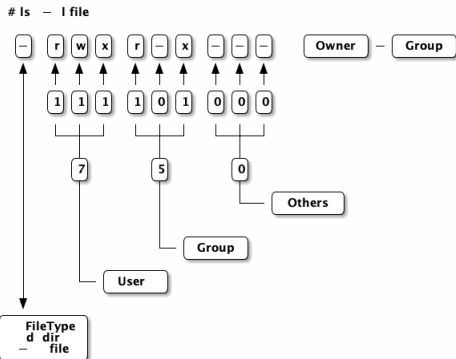 # ls – l file
– r w x r – x – – – Owner – Group
1 1 1 1 0 1 0 0 0
7 5 0
Others
Group
User
FileType
d dir
– file